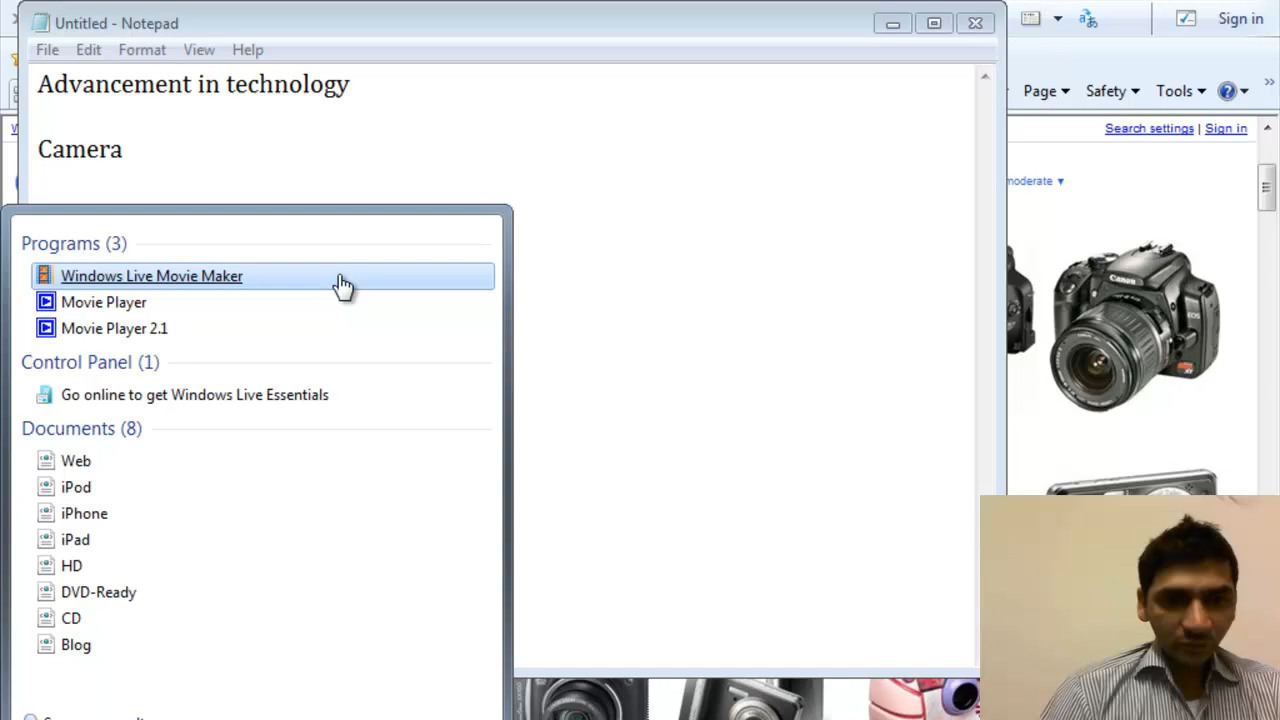 Untitled - Notepad
Sign in
File Edit Format View Help
Advancement in technology
Page Safety Tools
Search settings | Sign in
Camera
moderate ▼
Programs (3)
Windows Live Movie Maker
Movie Player
Movie Player 2.1
Control Panel (1)
Go online to get Windows Live Essentials
Documents (8)
Web
iPod
iPhone
iPad
HD
DVD-Ready
CD
Blog
Canon
EOS